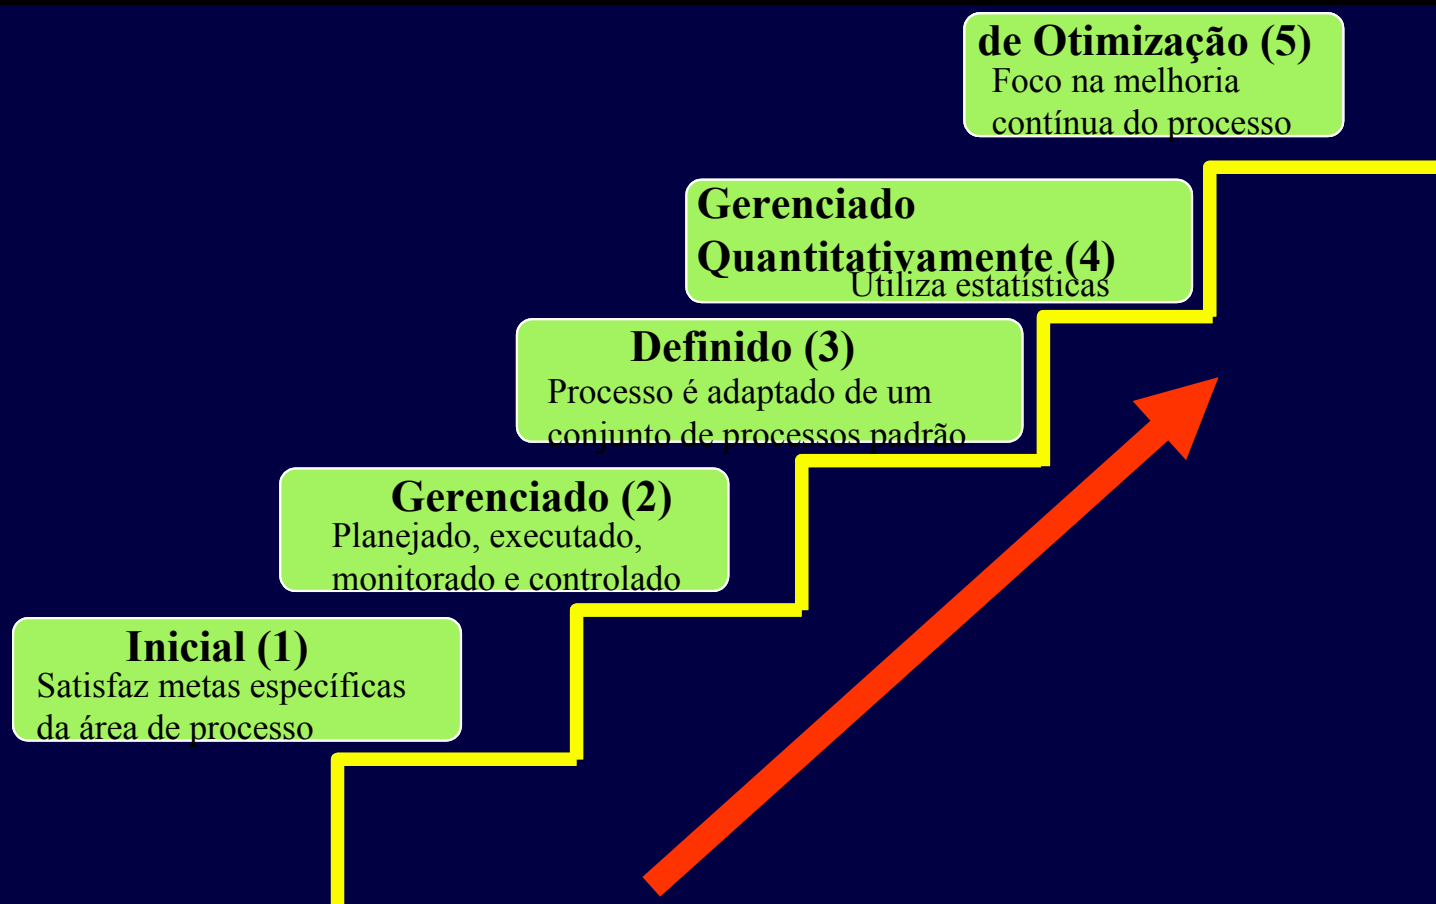 de Otimização (5)
Foco na melhoria
contínua do processo
Gerenciado
Quantitativamente (4)
Utiliza estatísticas
Definido (3)
Processo é adaptado de um
conjunto de processos padrão
Gerenciado (2)
Planejado, executado,
monitorado e controlado
Inicial (1)
Satisfaz metas específicas
da área de processo